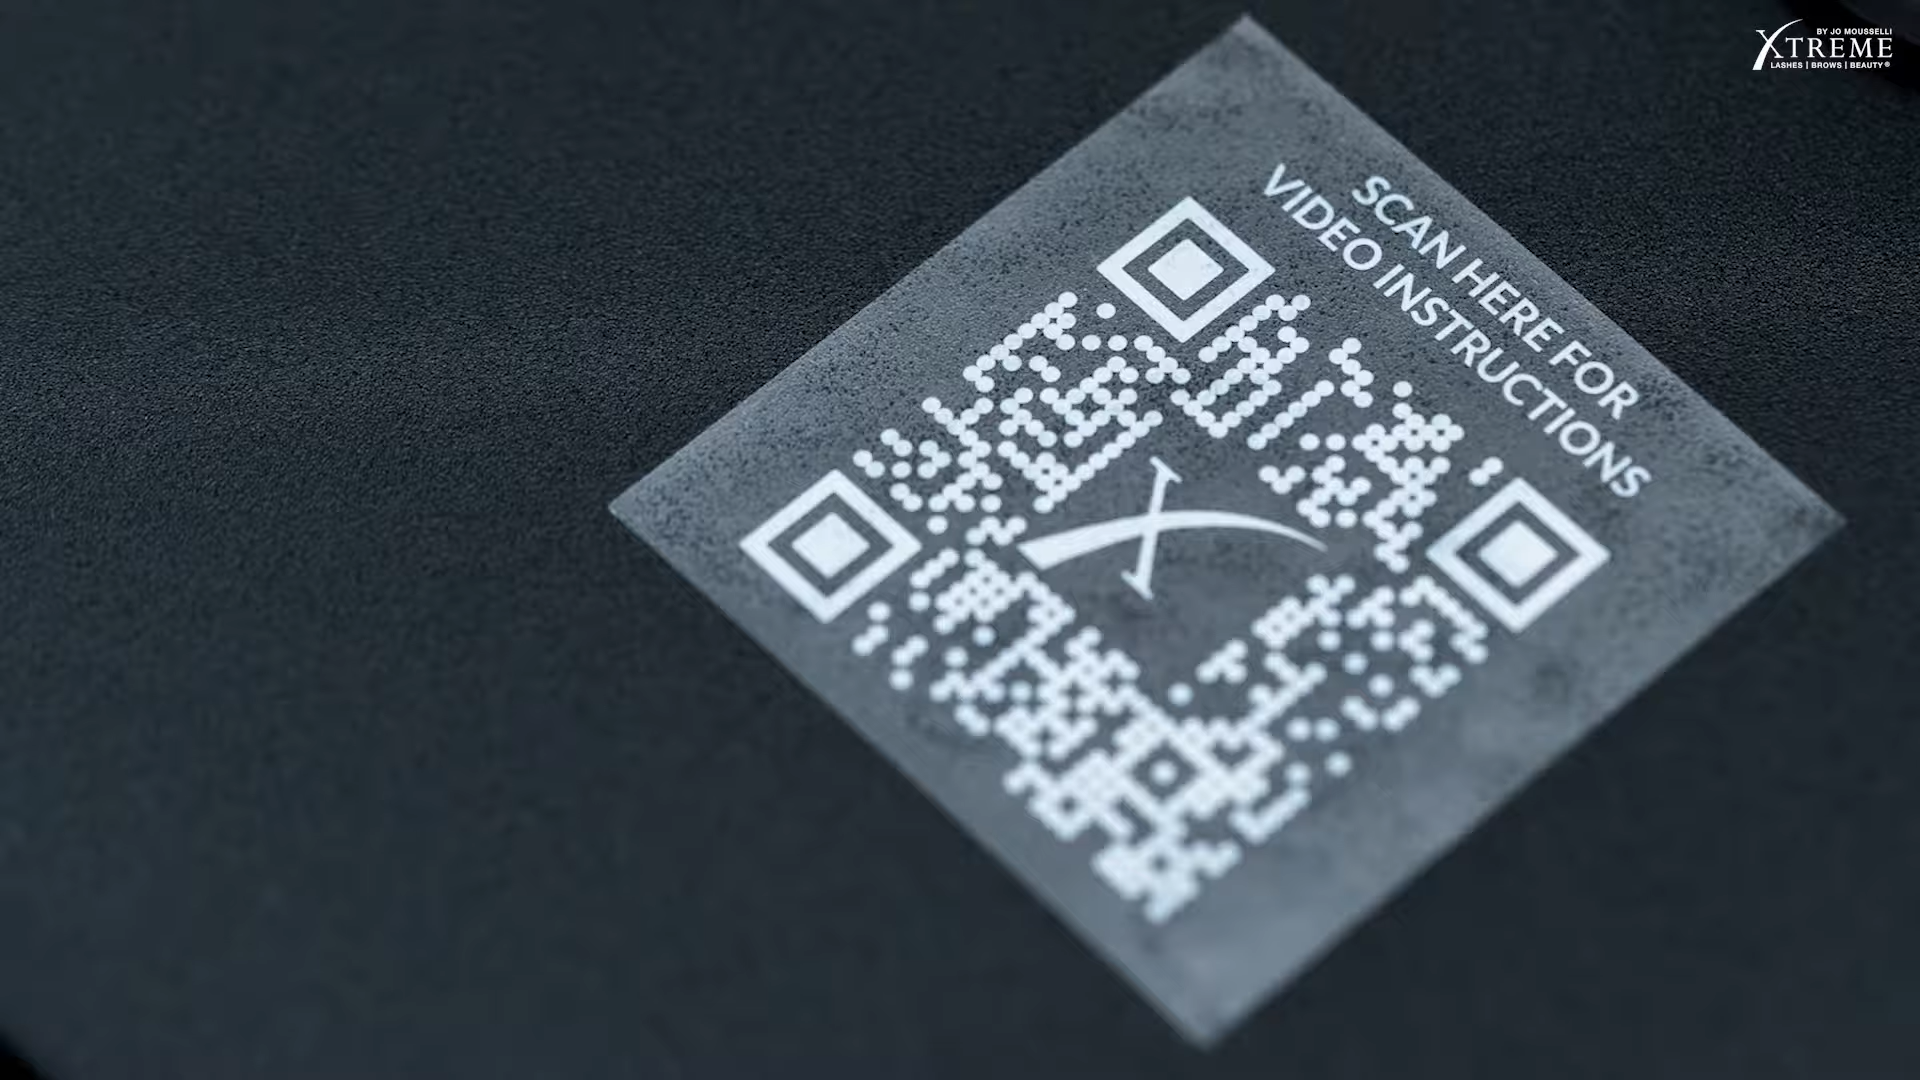 BY JO MOUSSELLI
XTREME
LASHES | BROWS | BEAUTY®
SCAN HERE FOR
VIDEO INSTRUCTIONS
X